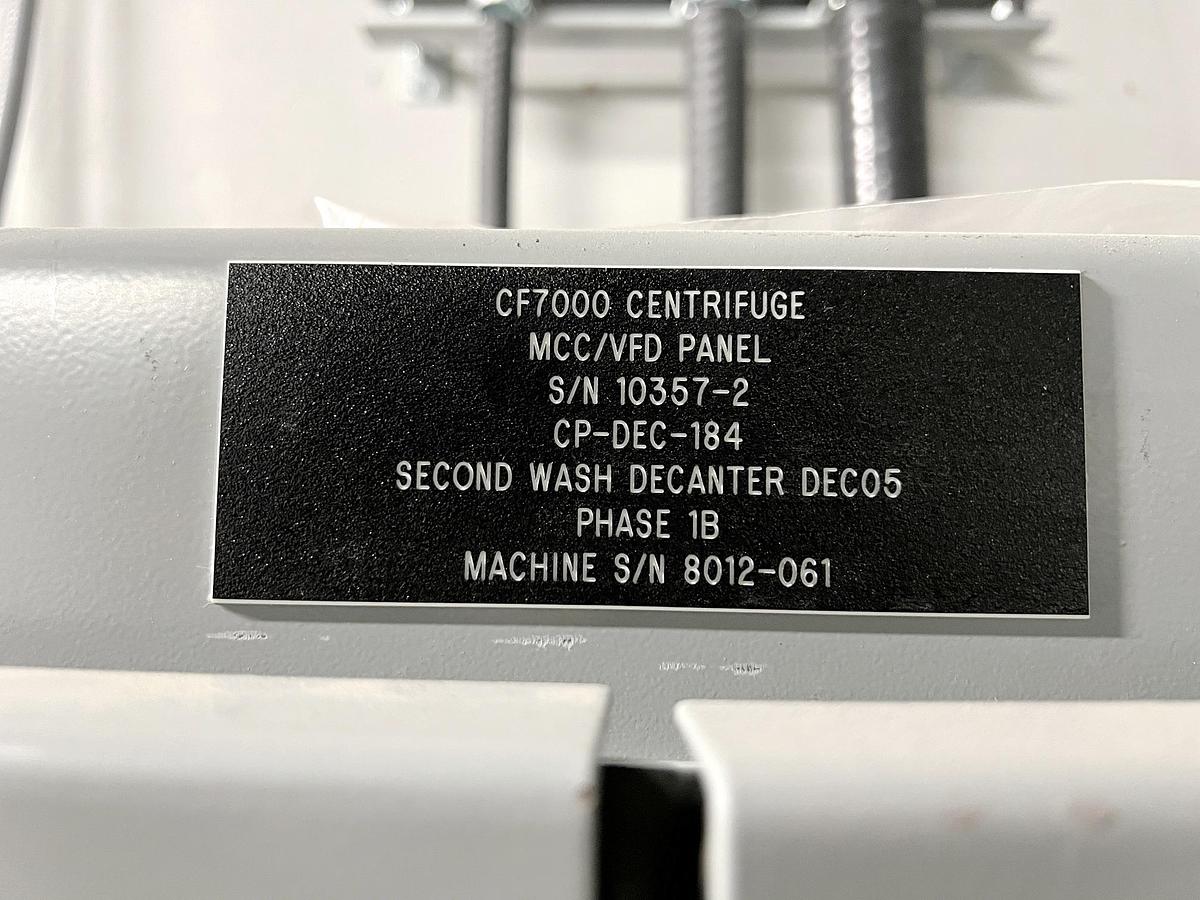 CF7000 CENTRIFUGE
MCC/VFD PANEL
S/N 10357-2
CP-DEC-184
SECOND WASH DECANTER DEC05
PHASE 1B
MACHINE S/N 8012-061